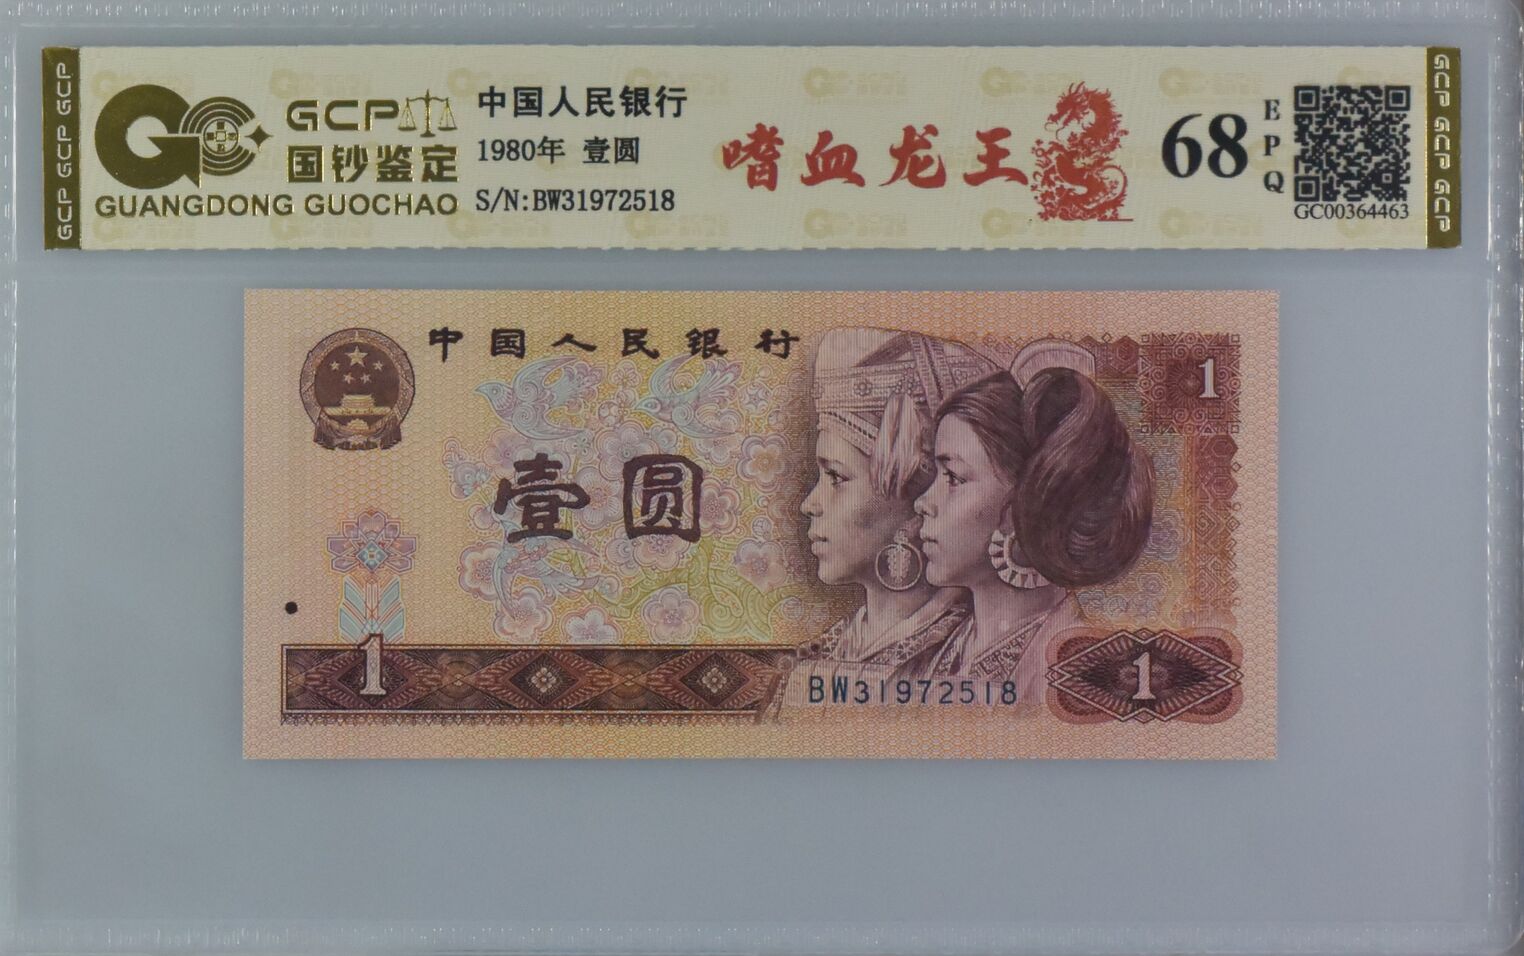 GCP GCP GCP
GCP
国钞鉴定
GUANGDONG GUOCHAO
中国人民银行
1980年 壹圆
S/N:BW31972518
嗜血龙王
68
EPQ
GC00364463
GCP GCP GCP
中国人民银行
1
壹圆
1
BW31972518
1